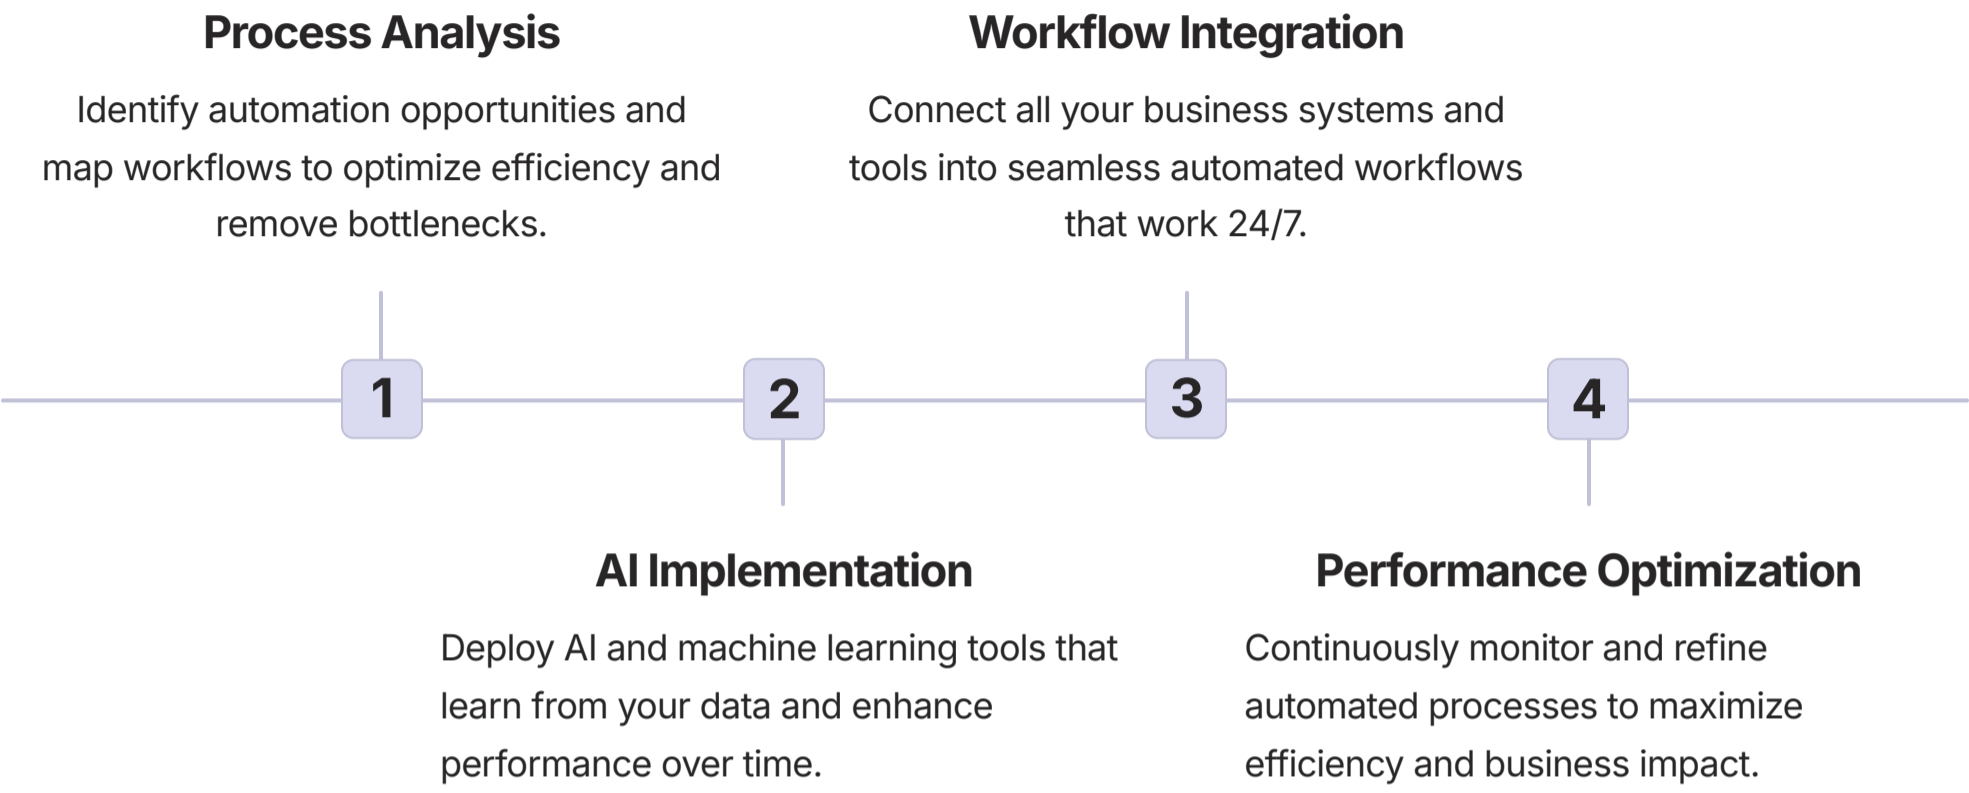 Process Analysis
Identify automation opportunities and
map workflows to optimize efficiency and
remove bottlenecks.
Workflow Integration
Connect all your business systems and
tools into seamless automated workflows
that work 24/7.
1
2
3
4
AI Implementation
Deploy AI and machine learning tools that
learn from your data and enhance
performance over time.
Performance Optimization
Continuously monitor and refine
automated processes to maximize
efficiency and business impact.